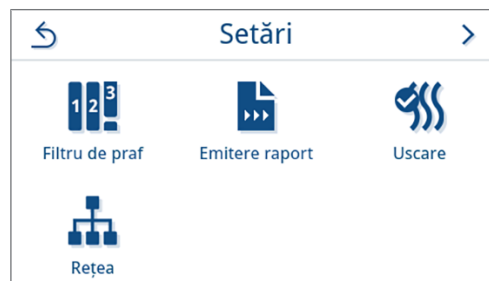 Setări
1 2 3
Filtru de praf
Emitere raport
Uscare
Rețea